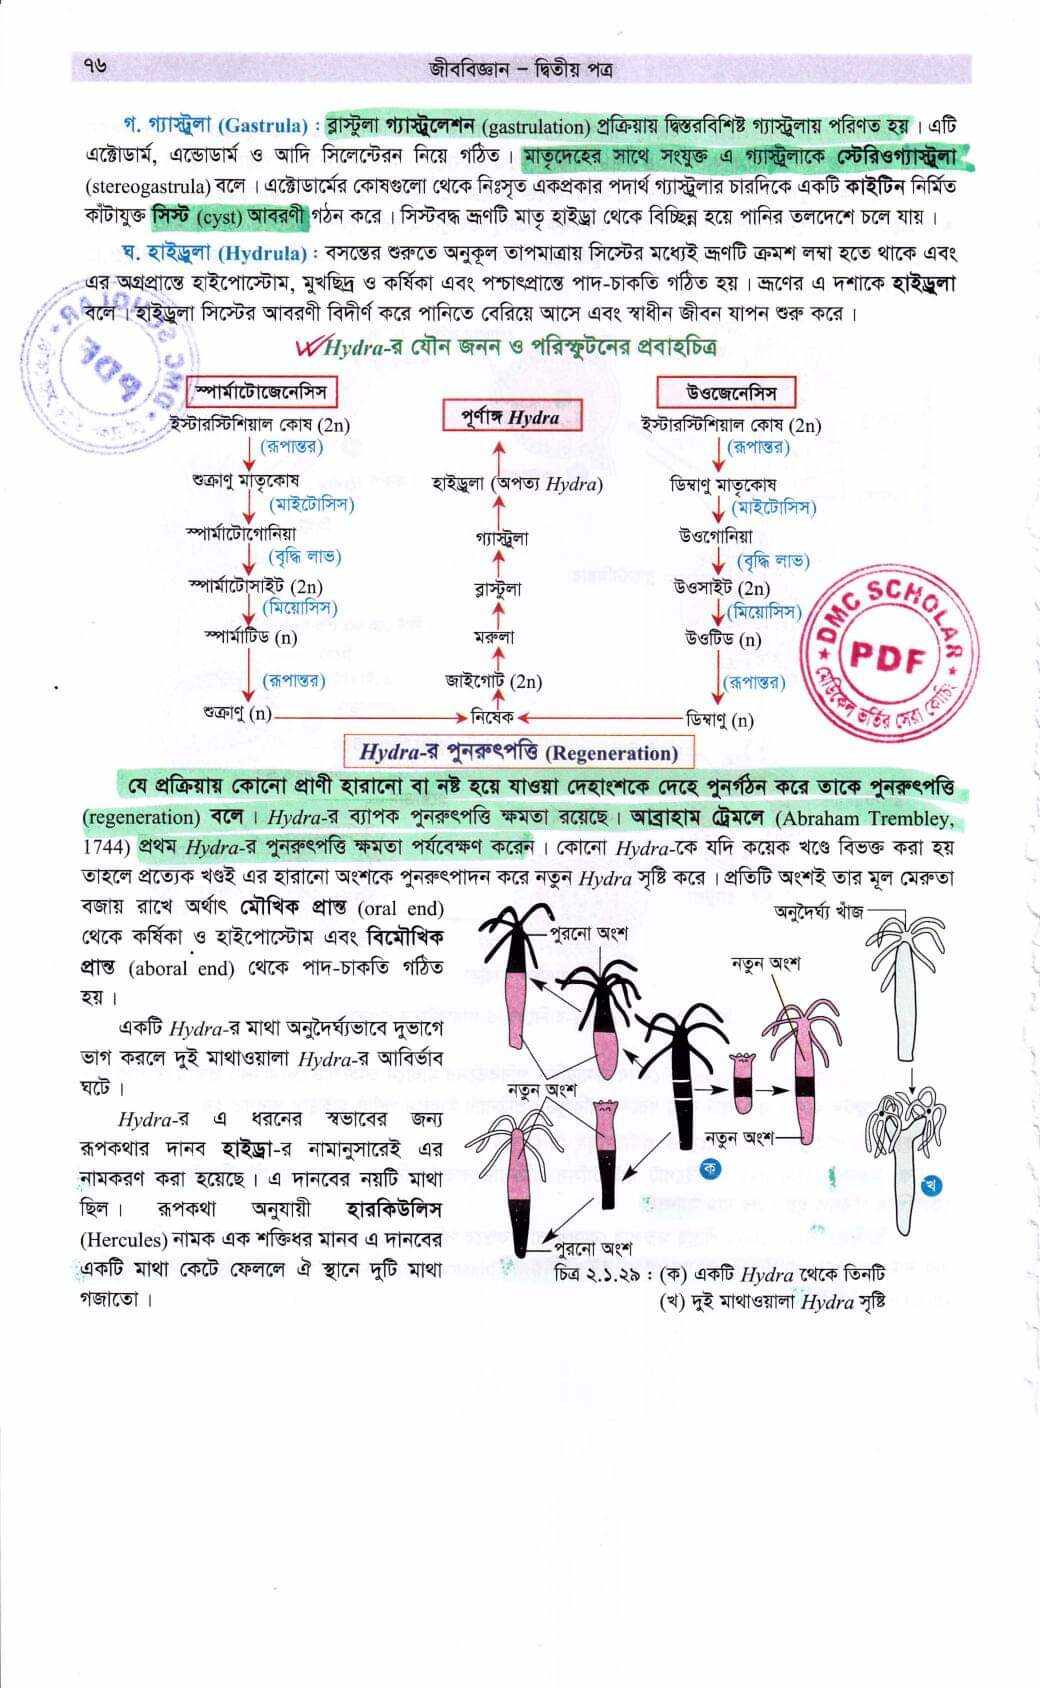 ৭৬
জীববিজ্ঞান – দ্বিতীয় পত্র
গ. গ্যাস্ট্রুলা (Gastrula) : ব্লাস্টুলা গ্যাস্ট্রুলেশন (gastrulation) প্রক্রিয়ায় দ্বিস্তরবিশিষ্ট গ্যাস্ট্রুলায় পরিণত হয় । এটি
এক্টোডার্ম, এন্ডোডার্ম ও আদি সিলেন্টেরন নিয়ে গঠিত । মাতৃদেহের সাথে সংযুক্ত এ গ্যাস্ট্রুলাকে স্টেরিওগ্যাস্ট্রুলা
(stereogastrula) বলে । এক্টোডার্মের কোষগুলো থেকে নিঃসৃত একপ্রকার পদার্থ গ্যাস্ট্রুলার চারদিকে একটি কাইটিন নির্মিত
কাঁটাযুক্ত সিস্ট (cyst) আবরণী গঠন করে । সিস্টবদ্ধ ভ্রূণটি মাতৃ হাইড্রা থেকে বিচ্ছিন্ন হয়ে পানির তলদেশে চলে যায় ।
ঘ. হাইড্রুলা (Hydrula) : বসন্তের শুরুতে অনুকূল তাপমাত্রায় সিস্টের মধ্যেই ভ্রূণটি ক্রমশ লম্বা হতে থাকে এবং
এর অগ্রপ্রান্তে হাইপোস্টোম, মুখছিদ্র ও কর্ষিকা এবং পশ্চাৎপ্রান্তে পাদ-চাকতি গঠিত হয় । ভ্রূণের এ দশাকে হাইড্রুলা
বলে । হাইড্রুলা সিস্টের আবরণী বিদীর্ণ করে পানিতে বেরিয়ে আসে এবং স্বাধীন জীবন যাপন শুরু করে ।
Hydra-র যৌন জনন ও পরিস্ফুটনের প্রবাহচিত্র
স্পার্মাটোজেনেসিস
পূর্ণাঙ্গ Hydra
উওজেনেসিস
ইন্টারস্টিশিয়াল কোষ (2n)
ইন্টারস্টিশিয়াল কোষ (2n)
(রূপান্তর)
(রূপান্তর)
শুক্রাণু মাতৃকোষ
হাইড্রুলা (অপত্য Hydra)
ডিম্বাণু মাতৃকোষ
(মাইটোসিস)
(মাইটোসিস)
স্পার্মাটোগোনিয়া
গ্যাস্ট্রুলা
উওগোনিয়া
(বৃদ্ধি লাভ)
(বৃদ্ধি লাভ)
স্পার্মাটোসাইট (2n)
ব্লাস্টুলা
উওসাইট (2n)
(মিয়োসিস)
(মিয়োসিস)
স্পার্মাটিড (n)
মরুলা
উওটিড (n)
(রূপান্তর)
জাইগোট (2n)
(রূপান্তর)
শুক্রাণু (n)
নিষেক
ডিম্বাণু (n)
DMC SCHOLAR
PDF
মেডিকেল ভর্তির সেরা কোচিং
Hydra-র পুনরুৎপত্তি (Regeneration)
যে প্রক্রিয়ায় কোনো প্রাণী হারানো বা নষ্ট হয়ে যাওয়া দেহাংশকে দেহে পুনর্গঠন করে তাকে পুনরুৎপত্তি
(regeneration) বলে । Hydra-র ব্যাপক পুনরুৎপত্তি ক্ষমতা রয়েছে । আব্রাহাম ট্রেমলে (Abraham Trembley,
1744) প্রথম Hydra-র পুনরুৎপত্তি ক্ষমতা পর্যবেক্ষণ করেন । কোনো Hydra-কে যদি কয়েক খণ্ডে বিভক্ত করা হয়
তাহলে প্রত্যেক খণ্ডই এর হারানো অংশকে পুনরুৎপাদন করে নতুন Hydra সৃষ্টি করে । প্রতিটি অংশই তার মূল মেরুতা
বজায় রাখে অর্থাৎ মৌখিক প্রান্ত (oral end)
থেকে কর্ষিকা ও হাইপোস্টোম এবং বিমৌখিক
প্রান্ত (aboral end) থেকে পাদ-চাকতি গঠিত
হয় ।
একটি Hydra-র মাথা অনুদৈর্ঘ্যভাবে দুভাগে
ভাগ করলে দুই মাথাওয়ালা Hydra-র আবির্ভাব
ঘটে ।
Hydra-র এ ধরনের স্বভাবের জন্য
রূপকথার দানব হাইড্রা-র নামানুসারেই এর
নামকরণ করা হয়েছে । এ দানবের নয়টি মাথা
ছিল । রূপকথা অনুযায়ী হারকিউলিস
(Hercules) নামক এক শক্তিধর মানব এ দানবের
একটি মাথা কেটে ফেললে ঐ স্থানে দুটি মাথা
গজাতো ।
পুরনো অংশ
অনুদৈর্ঘ্য খাঁজ
নতুন অংশ
নতুন অংশ
নতুন অংশ
ক
খ
পুরনো অংশ
চিত্র ২.১.২৯ : (ক) একটি Hydra থেকে তিনটি
(খ) দুই মাথাওয়ালা Hydra সৃষ্টি